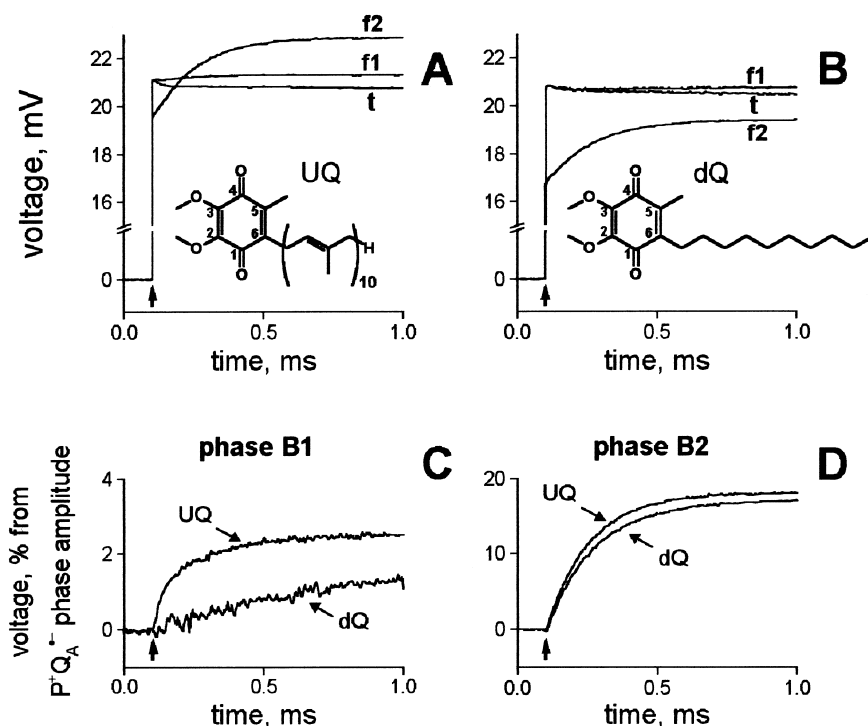 A
voltage, mV
22
20
18
16
0
f2
f1
t
UQ
O
O
O
O
1
2
3
4
5
6
H
10
0.0
0.5
1.0
time, ms
B
22
20
18
16
0
f1
t
f2
dQ
O
O
O
O
1
2
3
4
5
6
0.0
0.5
1.0
time, ms
phase B1
C
voltage, % from
P⁺Q_A•⁻ phase amplitude
4
2
0
UQ
dQ
0.0
0.5
1.0
time, ms
phase B2
D
20
10
0
UQ
dQ
0.0
0.5
1.0
time, ms